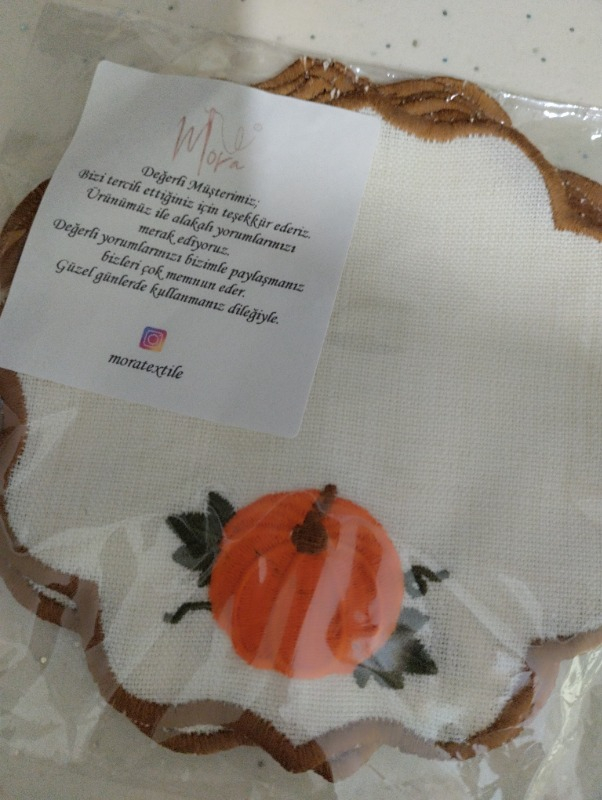 Mora
Değerli Müşterimiz;
Bizi tercih ettiğiniz için teşekkür ederiz.
Ürünümüz ile alakalı yorumlarınızı
merak ediyoruz.
Değerli yorumlarınızı bizimle paylaşmanız
bizleri çok memnun eder.
Güzel günlerde kullanmanız dileğiyle.
moratextile